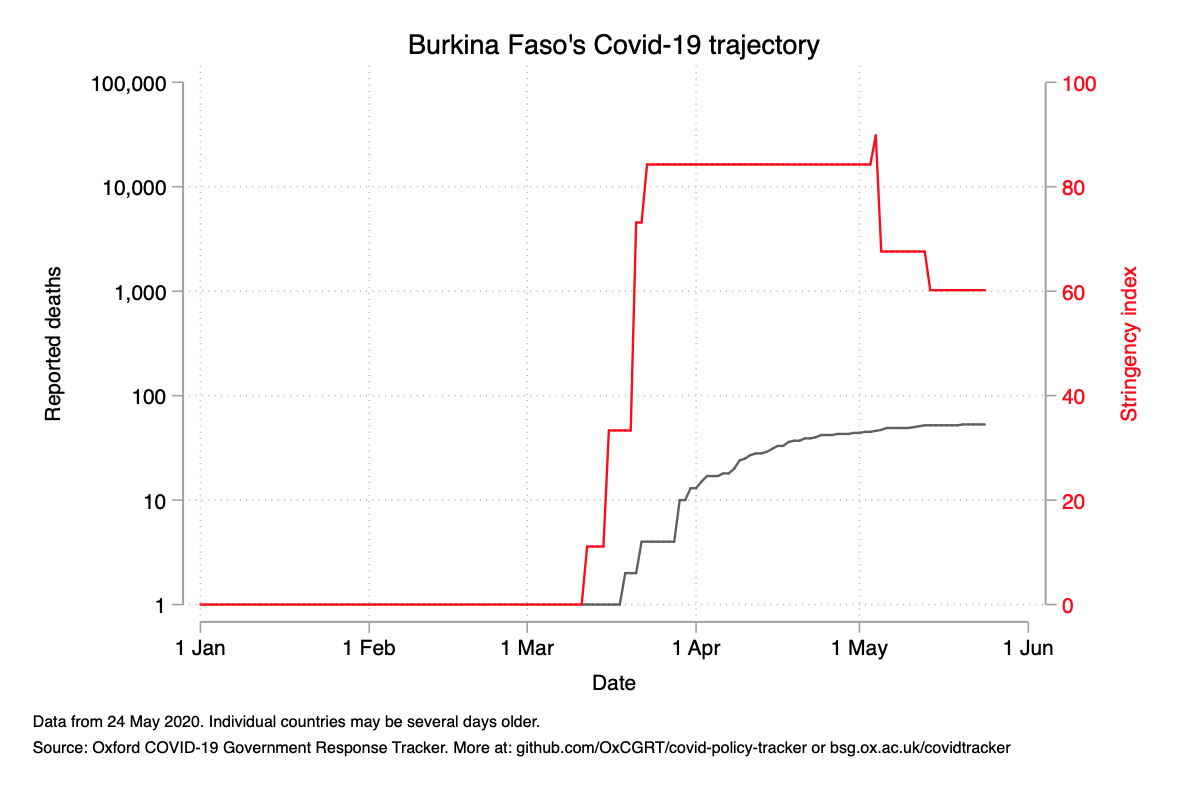 Burkina Faso's Covid-19 trajectory
100,000
10,000
1,000
100
10
1
Reported deaths
100
80
60
40
20
0
Stringency index
1 Jan
1 Feb
1 Mar
1 Apr
1 May
1 Jun
Date
Data from 24 May 2020. Individual countries may be several days older.
Source: Oxford COVID-19 Government Response Tracker. More at: github.com/OxCGRT/covid-policy-tracker or bsg.ox.ac.uk/covidtracker